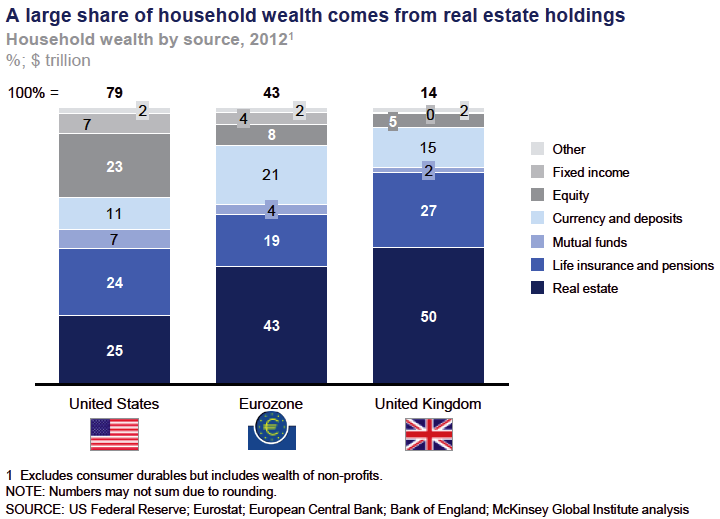 A large share of household wealth comes from real estate holdings
Household wealth by source, 2012¹
%; $ trillion
100% = 79 43 14
2 2 2
7 4 0
23 8 5
11 21 15
7 4 2
24 19 27
25 43 50
Other
Fixed income
Equity
Currency and deposits
Mutual funds
Life insurance and pensions
Real estate
United States Eurozone United Kingdom
€
1 Excludes consumer durables but includes wealth of non-profits.
NOTE: Numbers may not sum due to rounding.
SOURCE: US Federal Reserve; Eurostat; European Central Bank; Bank of England; McKinsey Global Institute analysis